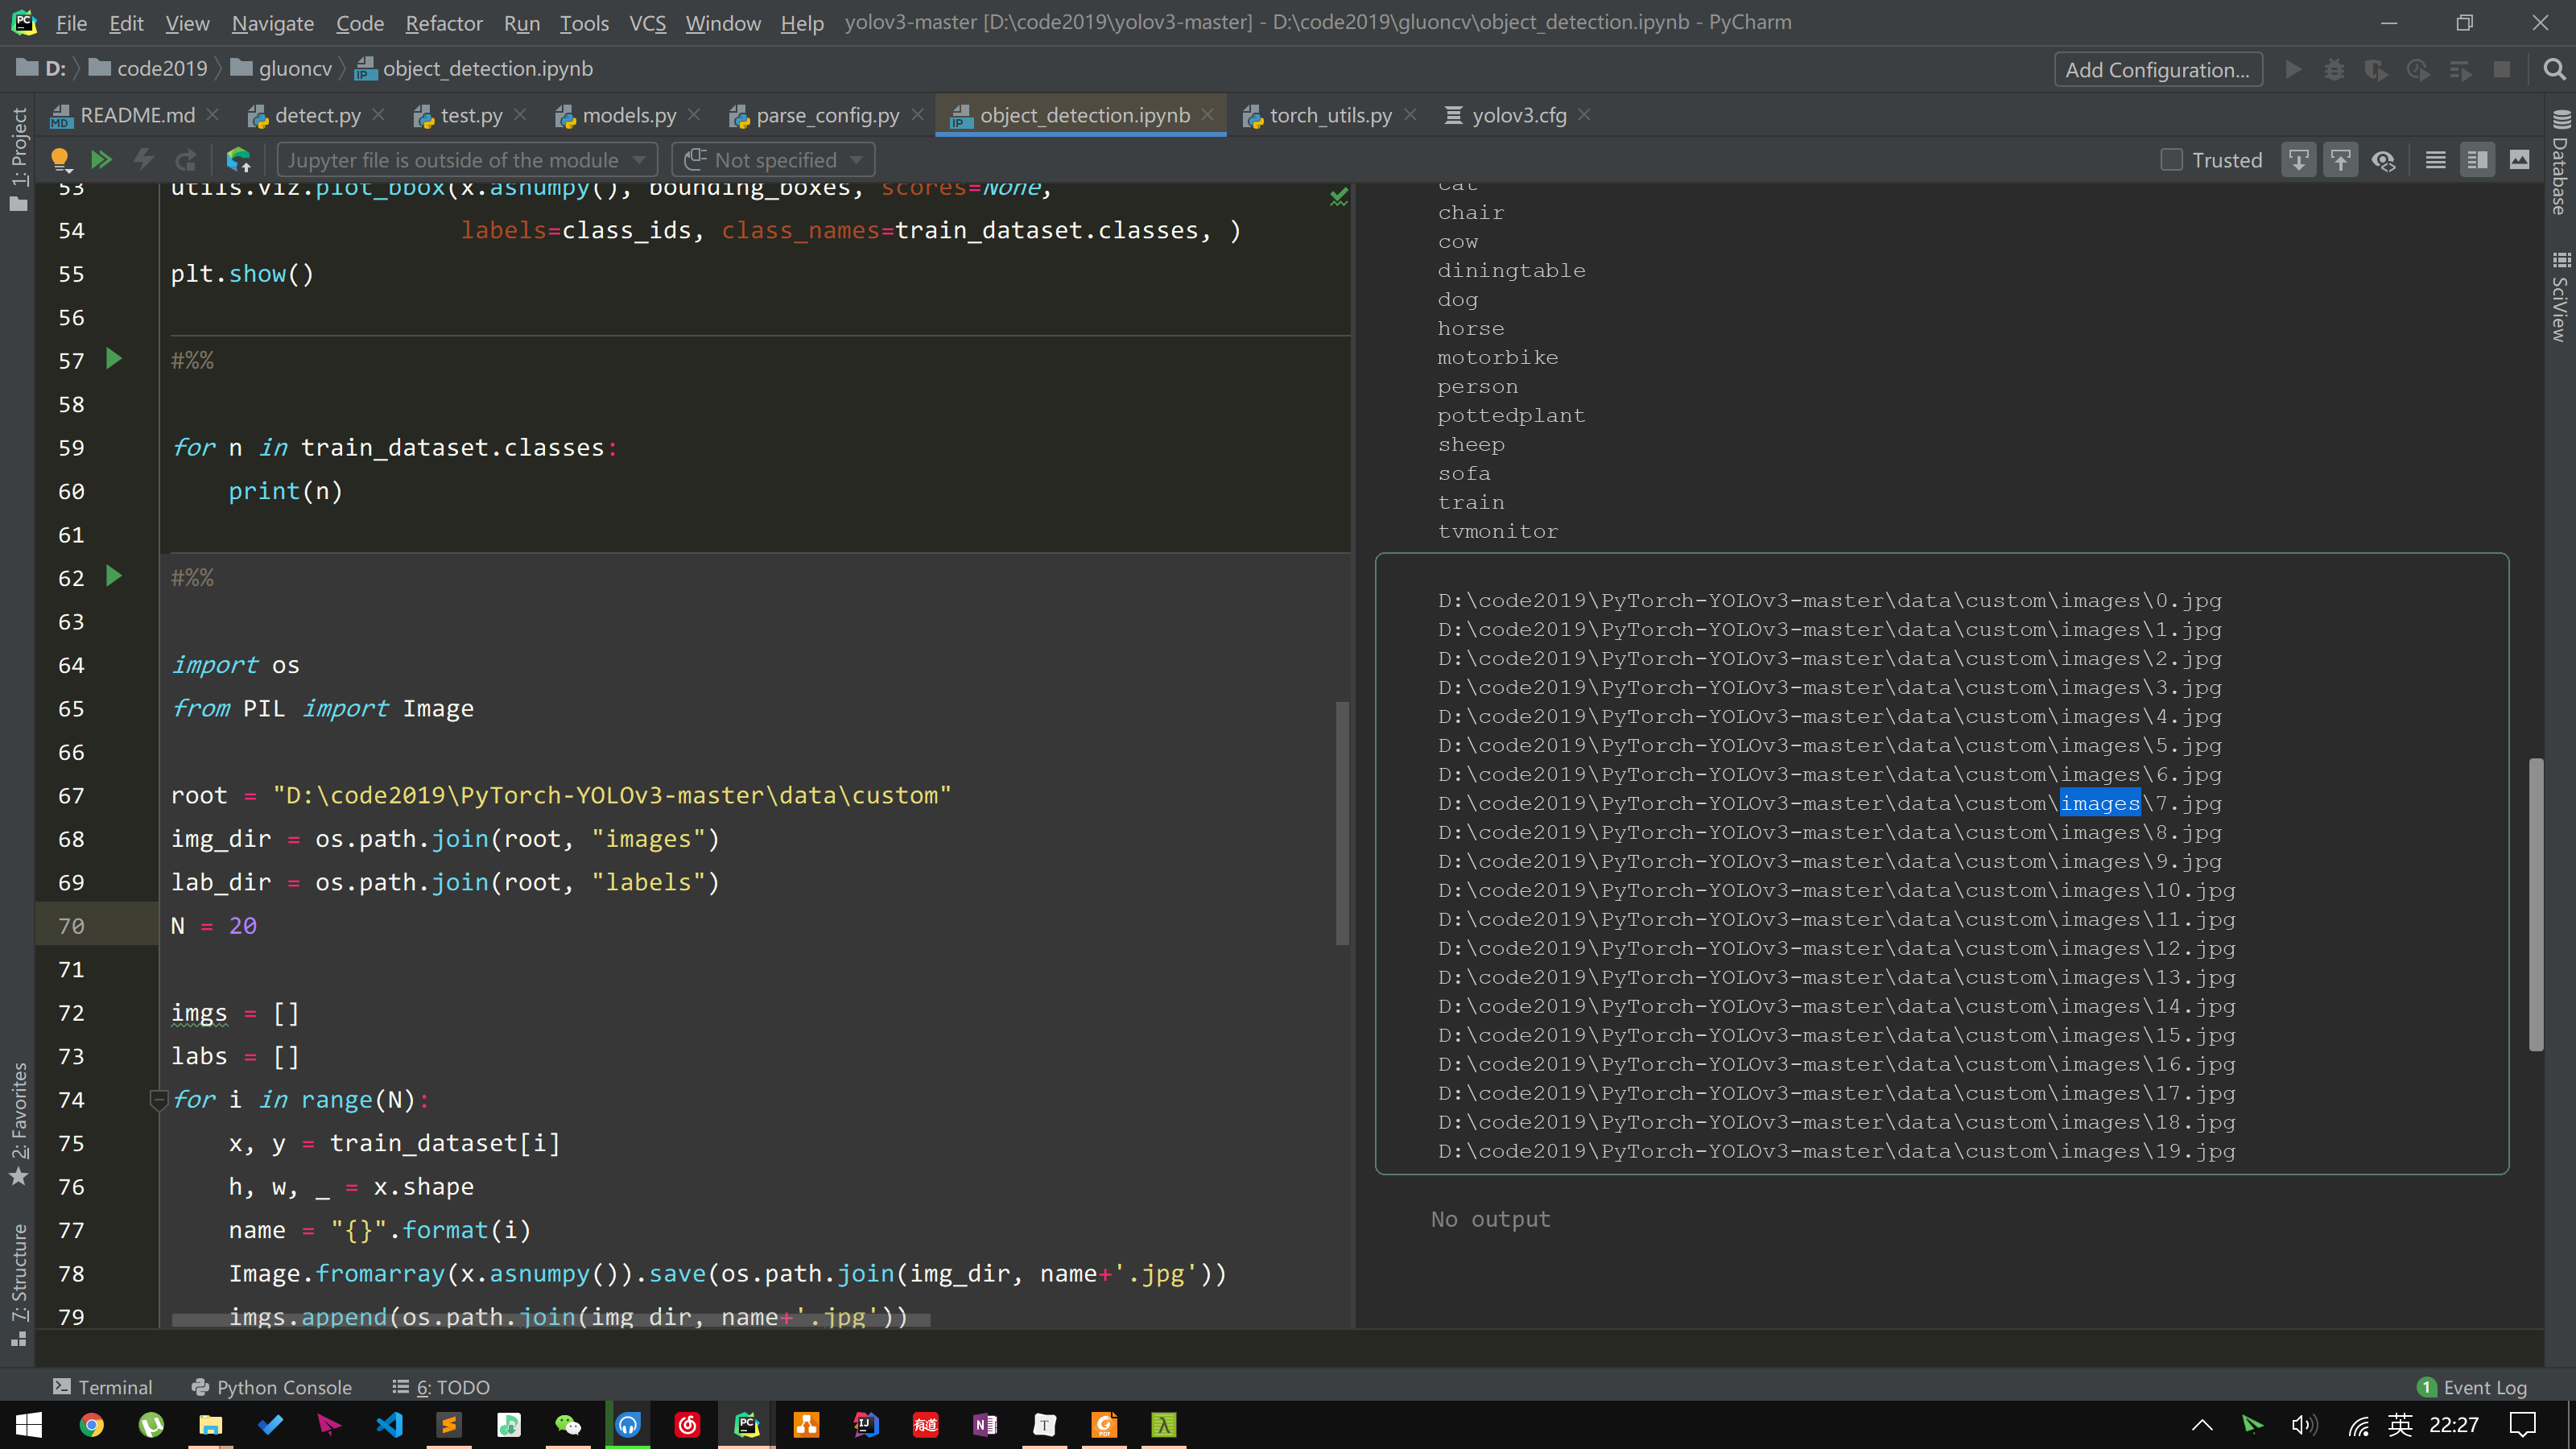 File Edit View Navigate Code Refactor Run Tools VCS Window Help yolov3-master [D:\code2019\yolov3-master] - D:\code2019\gluoncv\object_detection.ipynb - PyCharm
D: code2019 gluoncv object_detection.ipynb Add Configuration...
README.md detect.py test.py models.py parse_config.py object_detection.ipynb torch_utils.py yolov3.cfg
Jupyter file is outside of the module Not specified Trusted
1: Project
2: Favorites
7: Structure
Database
SciView
53 utils.viz.plot_bbox(x.asnumpy(), bounding_boxes, scores=None,
54 labels=class_ids, class_names=train_dataset.classes, )
55 plt.show()
56
57 #%%
58
59 for n in train_dataset.classes:
60 print(n)
61
62 #%%
63
64 import os
65 from PIL import Image
66
67 root = "D:\code2019\PyTorch-YOLOv3-master\data\custom"
68 img_dir = os.path.join(root, "images")
69 lab_dir = os.path.join(root, "labels")
70 N = 20
71
72 imgs = []
73 labs = []
74 for i in range(N):
75 x, y = train_dataset[i]
76 h, w, _ = x.shape
77 name = "{}".format(i)
78 Image.fromarray(x.asnumpy()).save(os.path.join(img_dir, name+'.jpg'))
79 imgs.append(os.path.join(img_dir, name+'.jpg'))
cat
chair
cow
diningtable
dog
horse
motorbike
person
pottedplant
sheep
sofa
train
tvmonitor
D:\code2019\PyTorch-YOLOv3-master\data\custom\images\0.jpg
D:\code2019\PyTorch-YOLOv3-master\data\custom\images\1.jpg
D:\code2019\PyTorch-YOLOv3-master\data\custom\images\2.jpg
D:\code2019\PyTorch-YOLOv3-master\data\custom\images\3.jpg
D:\code2019\PyTorch-YOLOv3-master\data\custom\images\4.jpg
D:\code2019\PyTorch-YOLOv3-master\data\custom\images\5.jpg
D:\code2019\PyTorch-YOLOv3-master\data\custom\images\6.jpg
D:\code2019\PyTorch-YOLOv3-master\data\custom\images\7.jpg
D:\code2019\PyTorch-YOLOv3-master\data\custom\images\8.jpg
D:\code2019\PyTorch-YOLOv3-master\data\custom\images\9.jpg
D:\code2019\PyTorch-YOLOv3-master\data\custom\images\10.jpg
D:\code2019\PyTorch-YOLOv3-master\data\custom\images\11.jpg
D:\code2019\PyTorch-YOLOv3-master\data\custom\images\12.jpg
D:\code2019\PyTorch-YOLOv3-master\data\custom\images\13.jpg
D:\code2019\PyTorch-YOLOv3-master\data\custom\images\14.jpg
D:\code2019\PyTorch-YOLOv3-master\data\custom\images\15.jpg
D:\code2019\PyTorch-YOLOv3-master\data\custom\images\16.jpg
D:\code2019\PyTorch-YOLOv3-master\data\custom\images\17.jpg
D:\code2019\PyTorch-YOLOv3-master\data\custom\images\18.jpg
D:\code2019\PyTorch-YOLOv3-master\data\custom\images\19.jpg
No output
Terminal Python Console 6: TODO 1 Event Log
有道 英 22:27